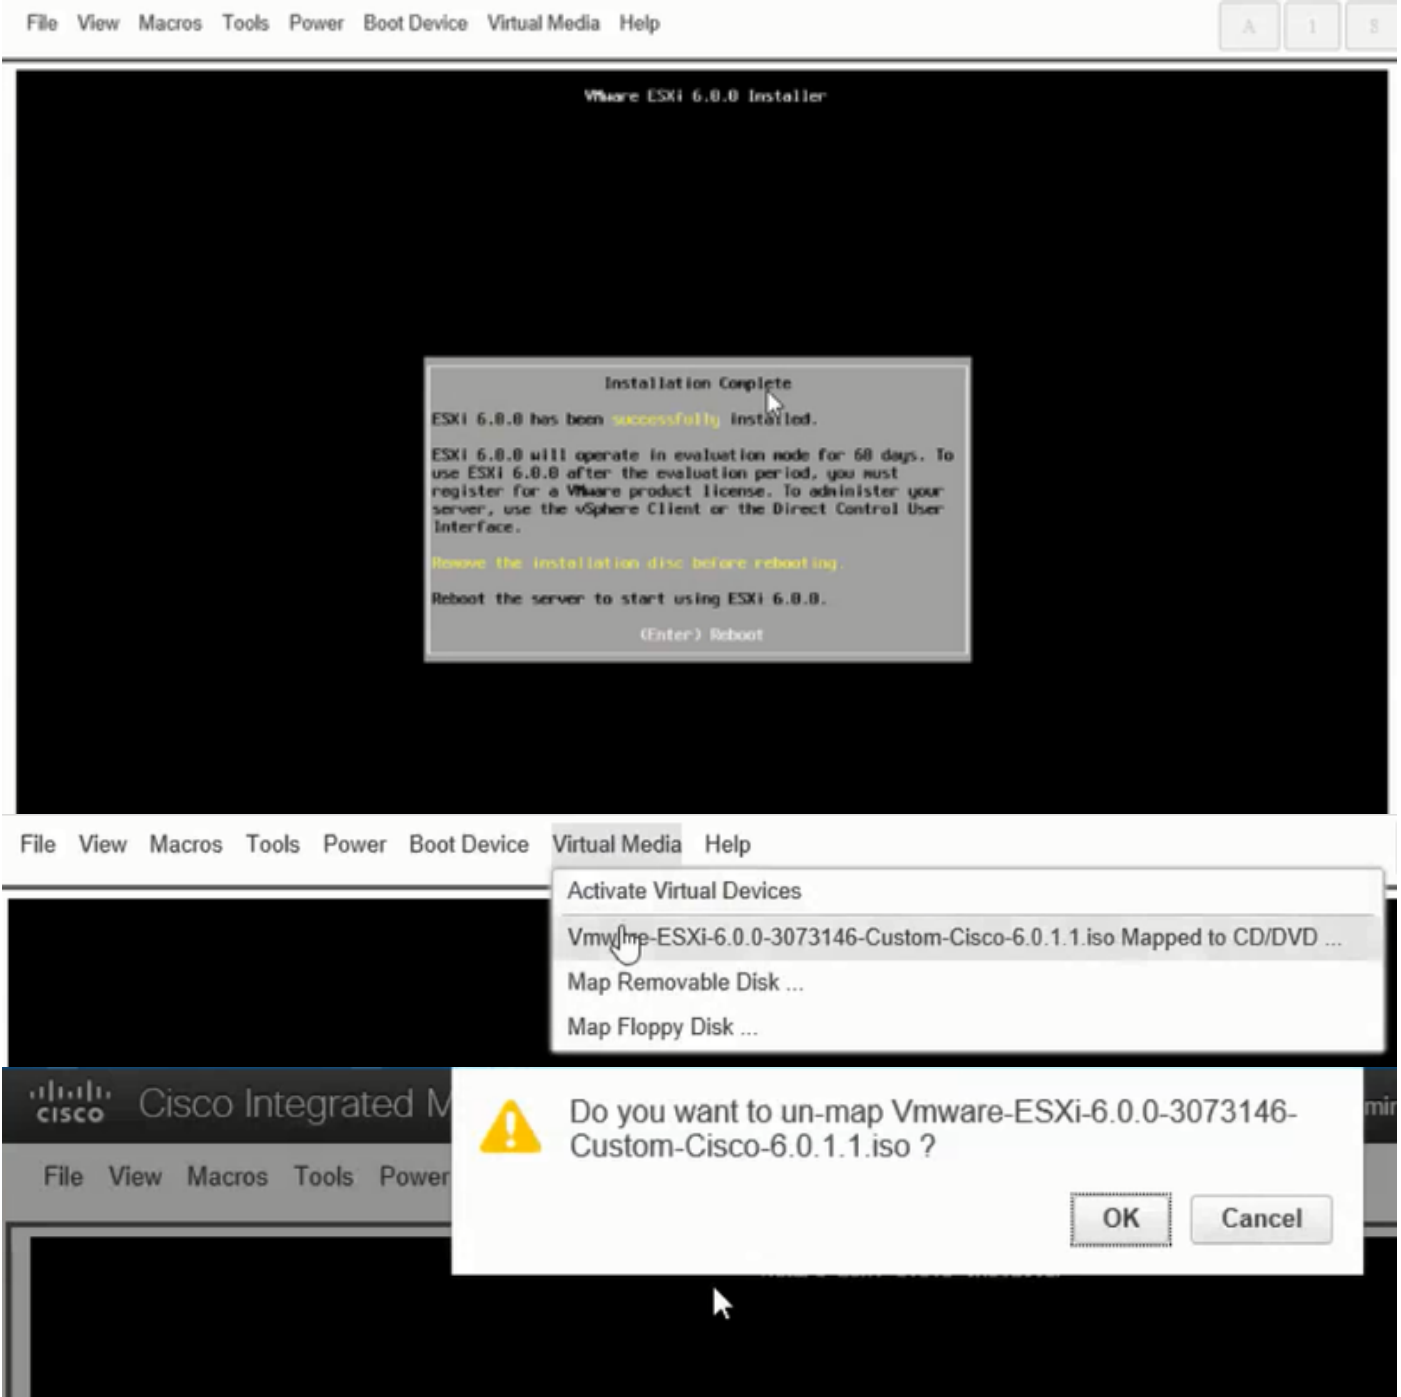 File View Macros Tools Power Boot Device Virtual Media Help
A 1 S
VMware ESXi 6.0.0 Installer
Installation Complete
ESXi 6.0.0 has been successfully installed.
ESXi 6.0.0 will operate in evaluation mode for 60 days. To
use ESXi 6.0.0 after the evaluation period, you must
register for a VMware product license. To administer your
server, use the vSphere Client or the Direct Control User
Interface.
Remove the installation disc before rebooting.
Reboot the server to start using ESXi 6.0.0.
(Enter) Reboot
File View Macros Tools Power Boot Device Virtual Media Help
Activate Virtual Devices
Vmware-ESXi-6.0.0-3073146-Custom-Cisco-6.0.1.1.iso Mapped to CD/DVD ...
Map Removable Disk ...
Map Floppy Disk ...
CISCO Cisco Integrated M
Do you want to un-map Vmware-ESXi-6.0.0-3073146-
Custom-Cisco-6.0.1.1.iso ?
File View Macros Tools Power
OK Cancel